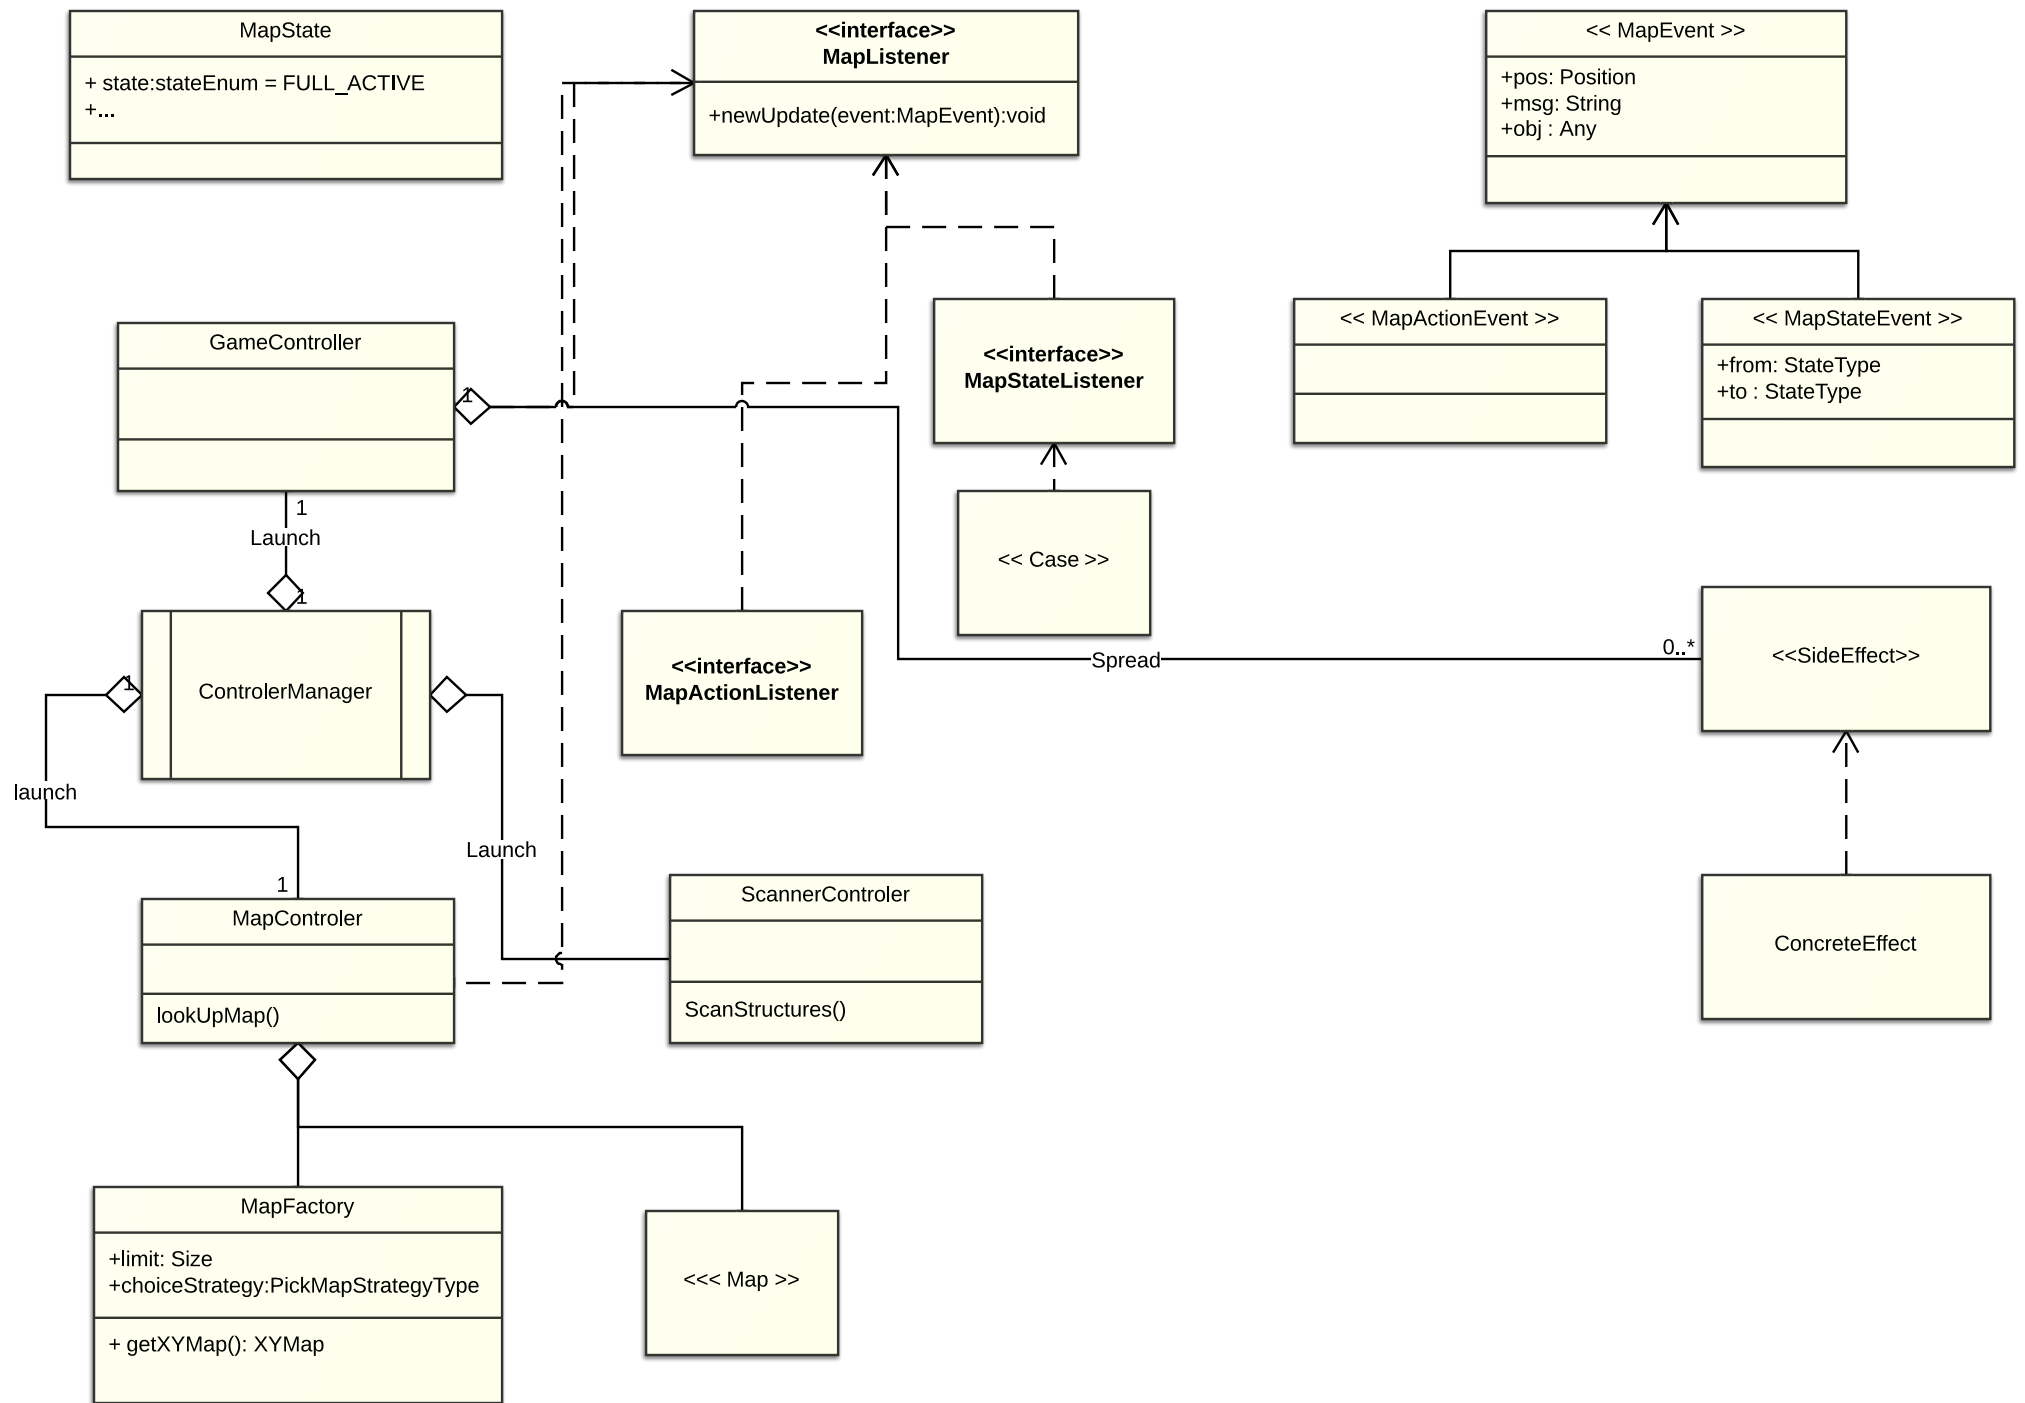 MapState
+ state:stateEnum = FULL_ACTIVE
+...
<<interface>>
MapListener
+newUpdate(event:MapEvent):void
<< MapEvent >>
+pos: Position
+msg: String
+obj : Any
GameController
1
<<interface>>
MapStateListener
<< MapActionEvent >>
<< MapStateEvent >>
+from: StateType
+to : StateType
1
Launch
1
<< Case >>
ControlerManager
1
<<interface>>
MapActionListener
Spread
0..*
<<SideEffect>>
launch
Launch
1
MapControler
lookUpMap()
ScannerControler
ScanStructures()
ConcreteEffect
MapFactory
+limit: Size
+choiceStrategy:PickMapStrategyType
+ getXYMap(): XYMap
<<< Map >>